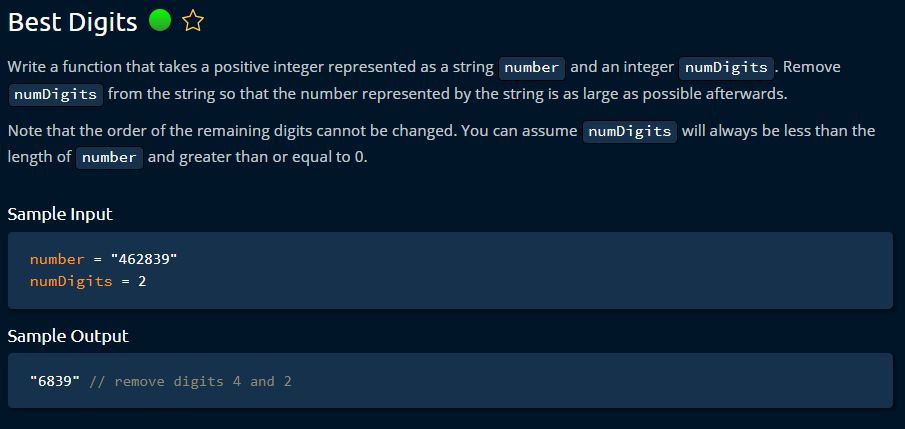 Best Digits
Write a function that takes a positive integer represented as a string number and an integer numDigits. Remove
numDigits from the string so that the number represented by the string is as large as possible afterwards.
Note that the order of the remaining digits cannot be changed. You can assume numDigits will always be less than the
length of number and greater than or equal to 0.
Sample Input
number = "462839"
numDigits = 2
Sample Output
"6839" // remove digits 4 and 2